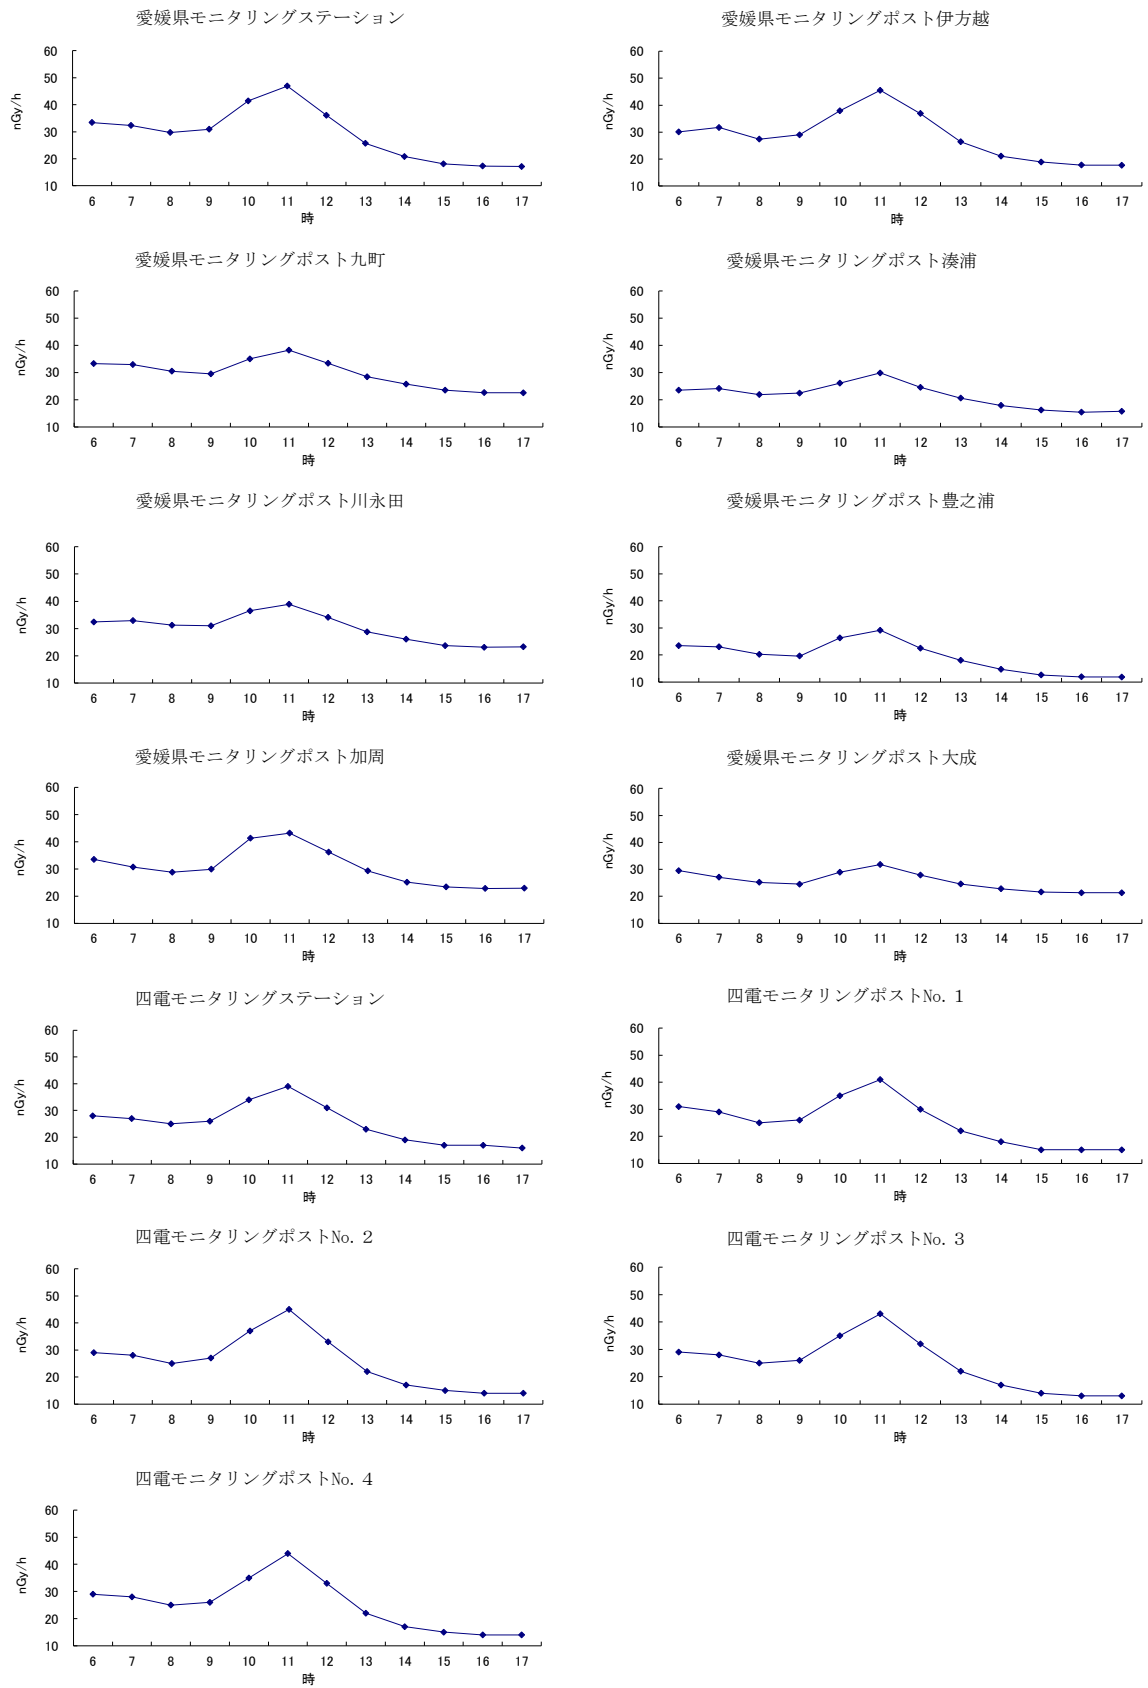 愛媛県モニタリングステーション
60
50
40
30
20
10
nGy/h
6 7 8 9 10 11 12 13 14 15 16 17
時
愛媛県モニタリングポスト伊方越
60
50
40
30
20
10
nGy/h
6 7 8 9 10 11 12 13 14 15 16 17
時
愛媛県モニタリングポスト九町
60
50
40
30
20
10
nGy/h
6 7 8 9 10 11 12 13 14 15 16 17
時
愛媛県モニタリングポスト湊浦
60
50
40
30
20
10
nGy/h
6 7 8 9 10 11 12 13 14 15 16 17
時
愛媛県モニタリングポスト川永田
60
50
40
30
20
10
nGy/h
6 7 8 9 10 11 12 13 14 15 16 17
時
愛媛県モニタリングポスト豊之浦
60
50
40
30
20
10
nGy/h
6 7 8 9 10 11 12 13 14 15 16 17
時
愛媛県モニタリングポスト加周
60
50
40
30
20
10
nGy/h
6 7 8 9 10 11 12 13 14 15 16 17
時
愛媛県モニタリングポスト大成
60
50
40
30
20
10
nGy/h
6 7 8 9 10 11 12 13 14 15 16 17
時
四電モニタリングステーション
60
50
40
30
20
10
nGy/h
6 7 8 9 10 11 12 13 14 15 16 17
時
四電モニタリングポストNo.１
60
50
40
30
20
10
nGy/h
6 7 8 9 10 11 12 13 14 15 16 17
時
四電モニタリングポストNo.２
60
50
40
30
20
10
nGy/h
6 7 8 9 10 11 12 13 14 15 16 17
時
四電モニタリングポストNo.３
60
50
40
30
20
10
nGy/h
6 7 8 9 10 11 12 13 14 15 16 17
時
四電モニタリングポストNo.４
60
50
40
30
20
10
nGy/h
6 7 8 9 10 11 12 13 14 15 16 17
時